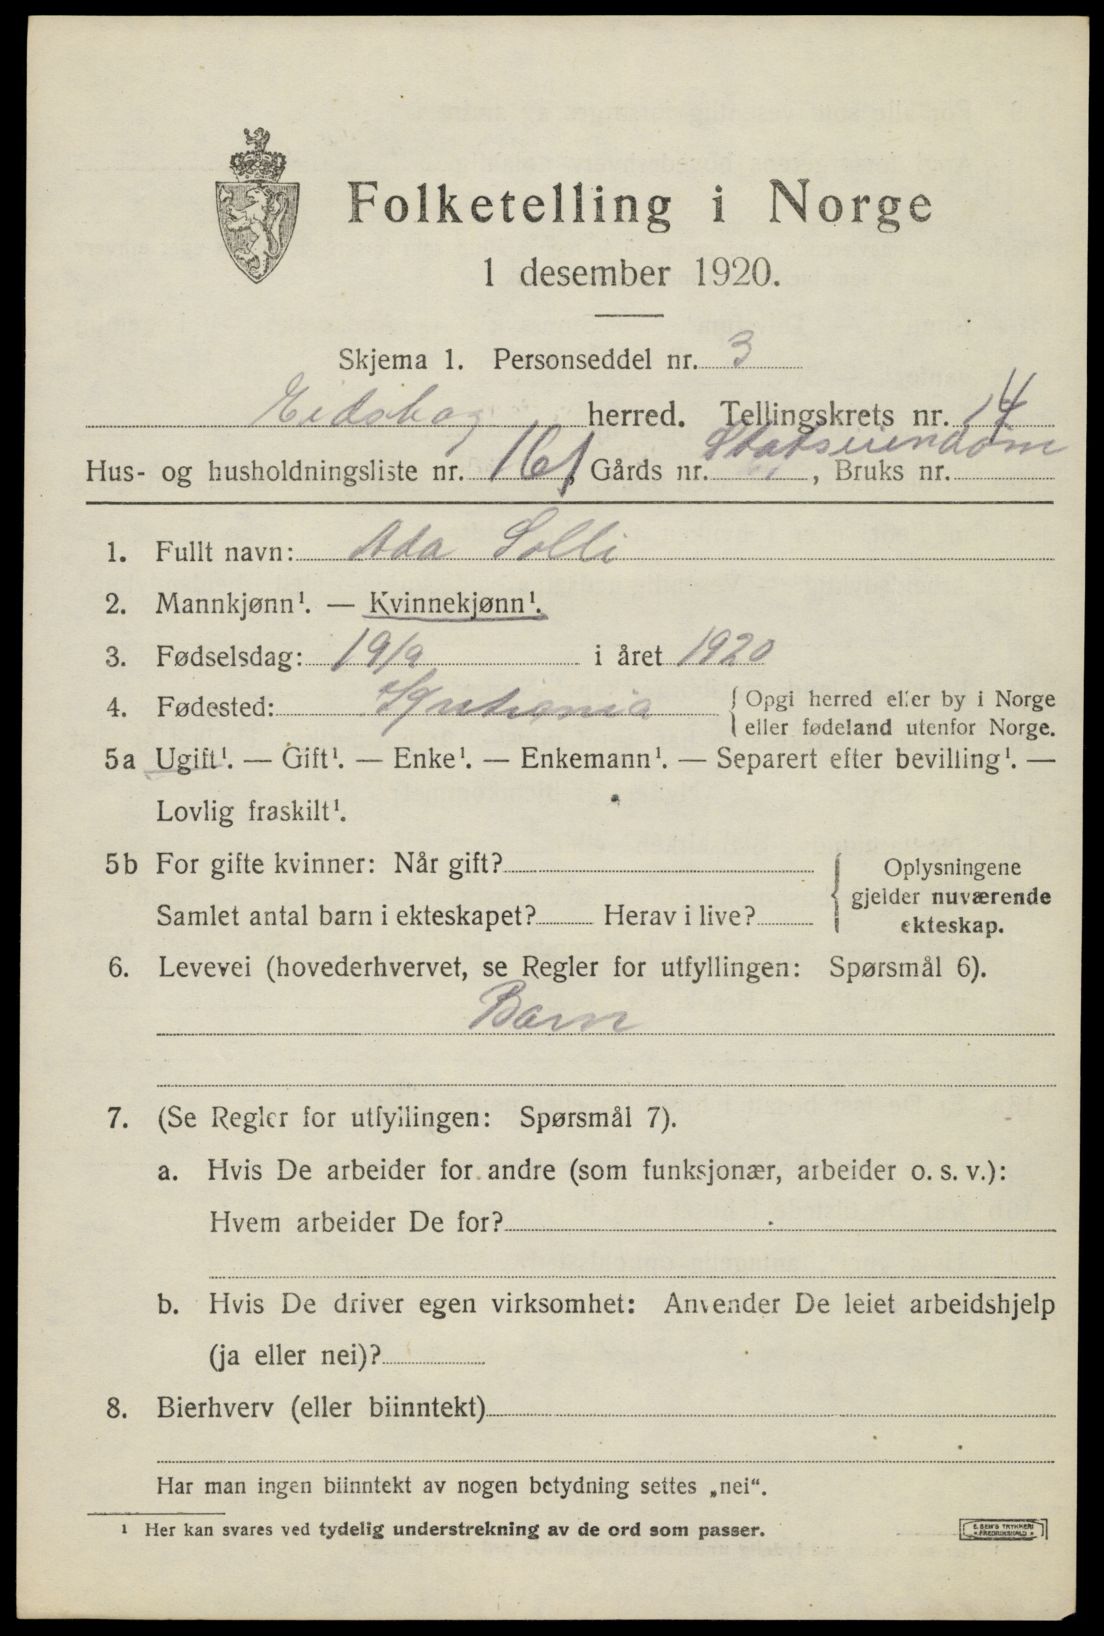 Folketelling i Norge
1 desember 1920.
Skjema 1. Personseddel nr. 3
Eidskog herred. Tellingskrets nr. 14
Statseiendom
Hus- og husholdningsliste nr. 161, Gårds nr. , Bruks nr.
1. Fullt navn: Ada Solli
2. Mannkjønn¹. — Kvinnekjønn¹.
3. Fødselsdag: 19/9 i året 1920
4. Fødested: Kristiania { Opgi herred eller by i Norge
eller fødeland utenfor Norge.
5a Ugift¹. — Gift¹. — Enke¹. — Enkemann¹. — Separert efter bevilling¹. —
Lovlig fraskilt¹.
5b For gifte kvinner: Når gift? { Oplysningene
gjelder nuværende
Samlet antal barn i ekteskapet? Herav i live? ekteskap.
6. Levevei (hovederhvervet, se Regler for utfyllingen: Spørsmål 6).
Barn
7. (Se Regler for utfyllingen: Spørsmål 7).
a. Hvis De arbeider for andre (som funksjonær, arbeider o. s. v.):
Hvem arbeider De for?
b. Hvis De driver egen virksomhet: Anvender De leiet arbeidshjelp
(ja eller nei)?
8. Bierhverv (eller biinntekt)
Har man ingen biinntekt av nogen betydning settes „nei“.
¹ Her kan svares ved tydelig understrekning av de ord som passer.
E. SEM'S TRYKKERI
FREDRIKSHALD